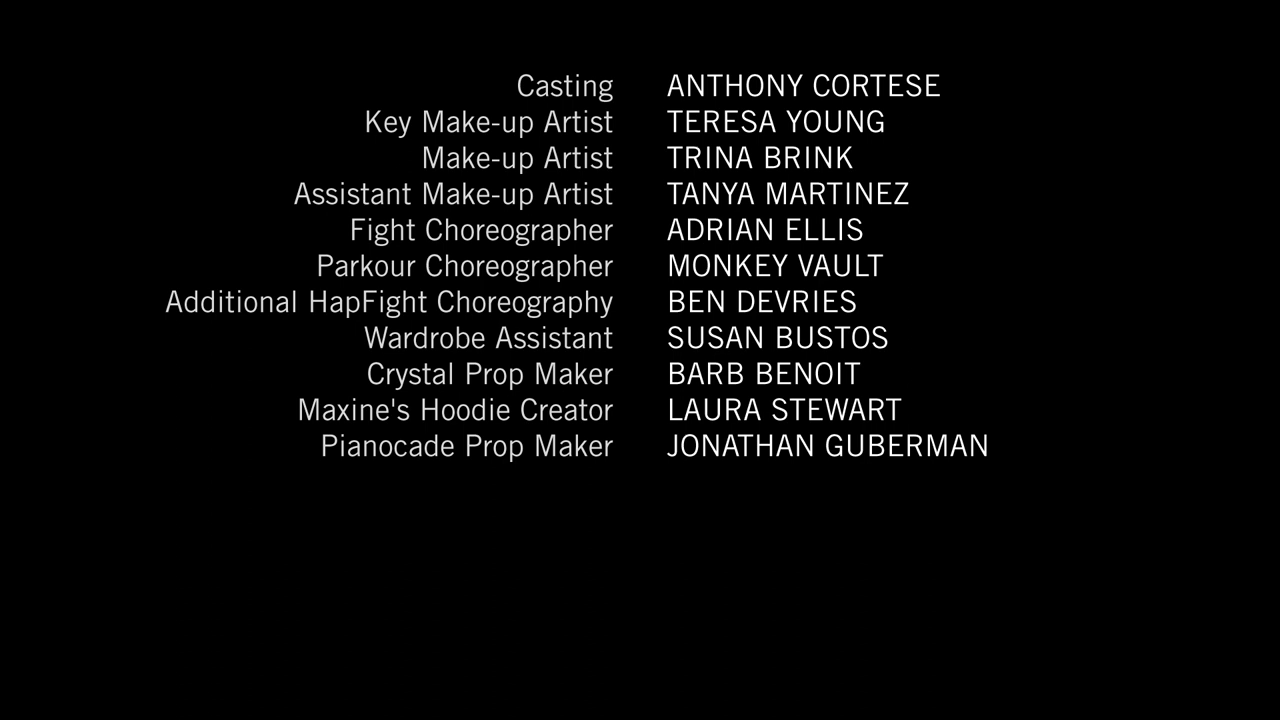 Casting ANTHONY CORTESE
Key Make-up Artist TERESA YOUNG
Make-up Artist TRINA BRINK
Assistant Make-up Artist TANYA MARTINEZ
Fight Choreographer ADRIAN ELLIS
Parkour Choreographer MONKEY VAULT
Additional HapFight Choreography BEN DEVRIES
Wardrobe Assistant SUSAN BUSTOS
Crystal Prop Maker BARB BENOIT
Maxine's Hoodie Creator LAURA STEWART
Pianocade Prop Maker JONATHAN GUBERMAN